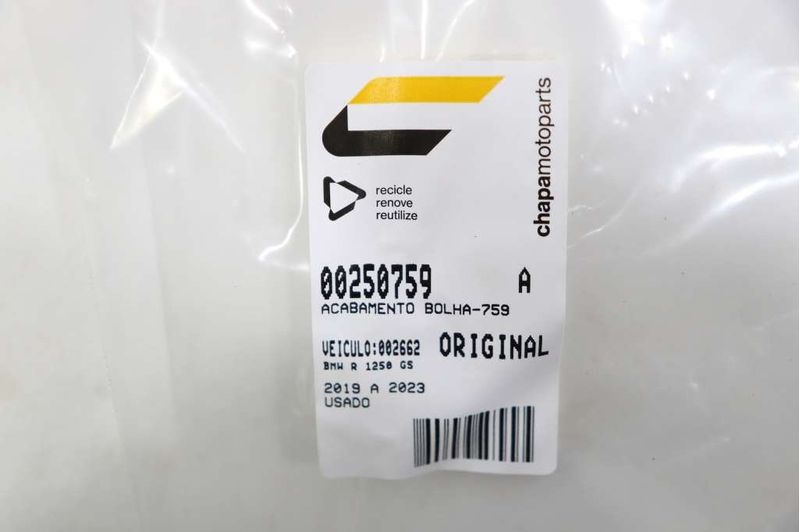 chapamotoparts
recicle
renove
reutilize
00250759 A
ACABAMENTO BOLHA-759
VEICULO:002662 ORIGINAL
BMW R 1250 GS
2019 A 2023
USADO